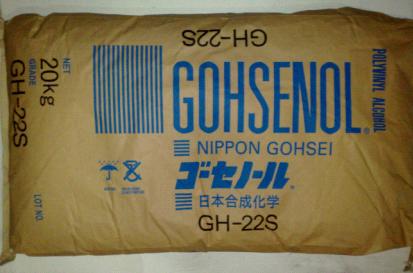 GH-22S
GOHSENOL®
POLYVINYL ALCOHOL
NIPPON GOHSEI
ゴーセノール®
日本合成化学
GH-22S
NET
20kg
GRADE
GH-22S
LOT NO.